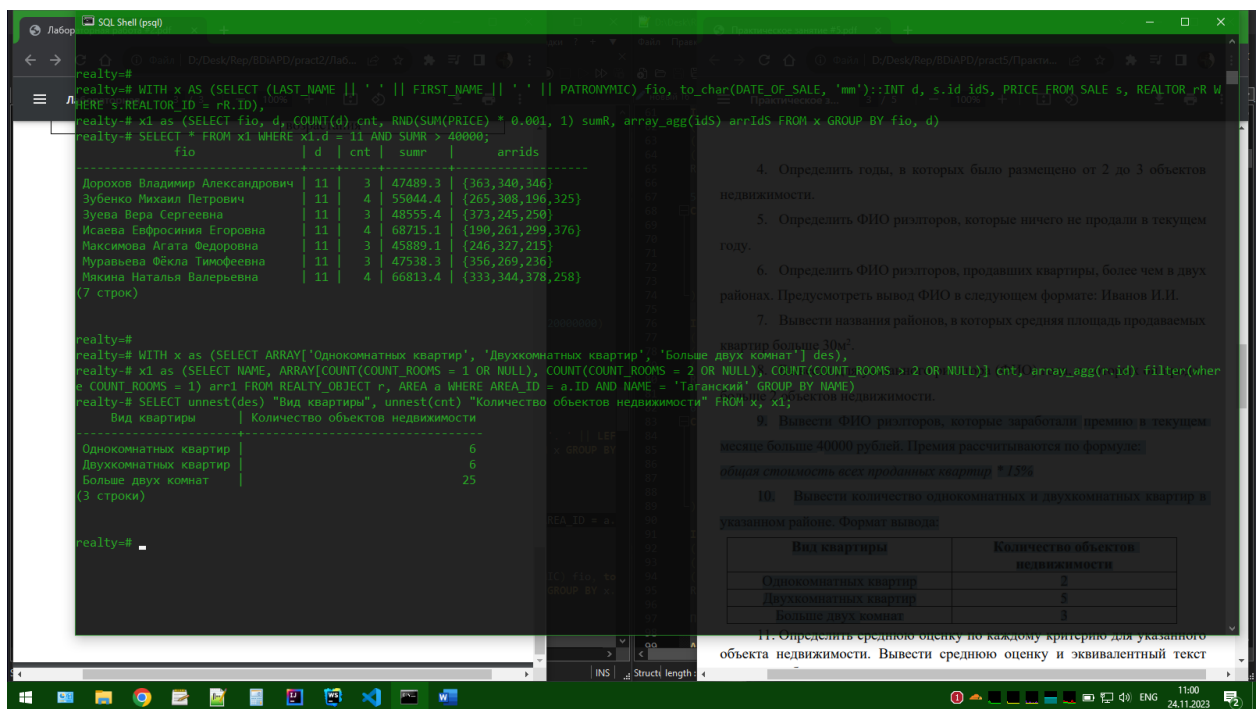 SQL Shell (psql)
Лабор
realty=#
realty=# WITH x AS (SELECT (LAST_NAME || ' ' || FIRST_NAME || ' ' || PATRONYMIC) fio, to_char(DATE_OF_SALE, 'mm')::INT d, s.id idS, PRICE FROM SALE s, REALTOR rR W
HERE s.REALTOR_ID = rR.ID),
realty-# x1 as (SELECT fio, d, COUNT(d) cnt, RND(SUM(PRICE) * 0.001, 1) sumR, array_agg(idS) arrIdS FROM x GROUP BY fio, d)
realty-# SELECT * FROM x1 WHERE x1.d = 11 AND SUMR > 40000;
fio | d | cnt | sumr | arrids
Дорохов Владимир Александрович | 11 | 3 | 47489.3 | {363,340,346}
Зубенко Михаил Петрович | 11 | 4 | 55044.4 | {265,308,196,325}
Зуева Вера Сергеевна | 11 | 3 | 48555.4 | {373,245,250}
Исаева Евфросиния Егоровна | 11 | 4 | 68715.1 | {190,261,299,376}
Максимова Агата Федоровна | 11 | 3 | 45889.1 | {246,327,215}
Муравьева Фёкла Тимофеевна | 11 | 3 | 47538.3 | {356,269,236}
Мякина Наталья Валерьевна | 11 | 4 | 66813.4 | {333,344,378,258}
(7 строк)
realty=#
realty=# WITH x as (SELECT ARRAY['Однокомнатных квартир', 'Двухкомнатных квартир', 'Больше двух комнат'] des),
realty-# x1 as (SELECT NAME, ARRAY[COUNT(COUNT_ROOMS = 1 OR NULL), COUNT(COUNT_ROOMS = 2 OR NULL), COUNT(COUNT_ROOMS > 2 OR NULL)] cnt, array_agg(r.id) filter(wher
e COUNT_ROOMS = 1) arr1 FROM REALTY_OBJECT r, AREA a WHERE AREA_ID = a.ID AND NAME = 'Таганский' GROUP BY NAME)
realty-# SELECT unnest(des) "Вид квартиры", unnest(cnt) "Количество объектов недвижимости" FROM x, x1;
Вид квартиры | Количество объектов недвижимости
Однокомнатных квартир | 6
Двухкомнатных квартир | 6
Больше двух комнат | 25
(3 строки)
realty=#
4. Определить годы, в которых было размещено от 2 до 3 объектов
недвижимости.
5. Определить ФИО риэлторов, которые ничего не продали в текущем
году.
6. Определить ФИО риэлторов, продавших квартиры, более чем в двух
районах. Предусмотреть вывод ФИО в следующем формате: Иванов И.И.
7. Вывести названия районов, в которых средняя площадь продаваемых
квартир больше 30м².
больше 2 объектов недвижимости.
9. Вывести ФИО риэлторов, которые заработали премию в текущем
месяце больше 40000 рублей. Премия рассчитываются по формуле:
общая стоимость всех проданных квартир * 15%
10. Вывести количество однокомнатных и двухкомнатных квартир в
указанном районе. Формат вывода:
Вид квартиры Количество объектов
недвижимости
Однокомнатных квартир 2
Двухкомнатных квартир 5
Больше двух комнат 3
11. Определить среднюю оценку по каждому критерию для указанного
объекта недвижимости. Вывести среднюю оценку и эквивалентный текст
INS Structu length :
ENG 11:00
24.11.2023